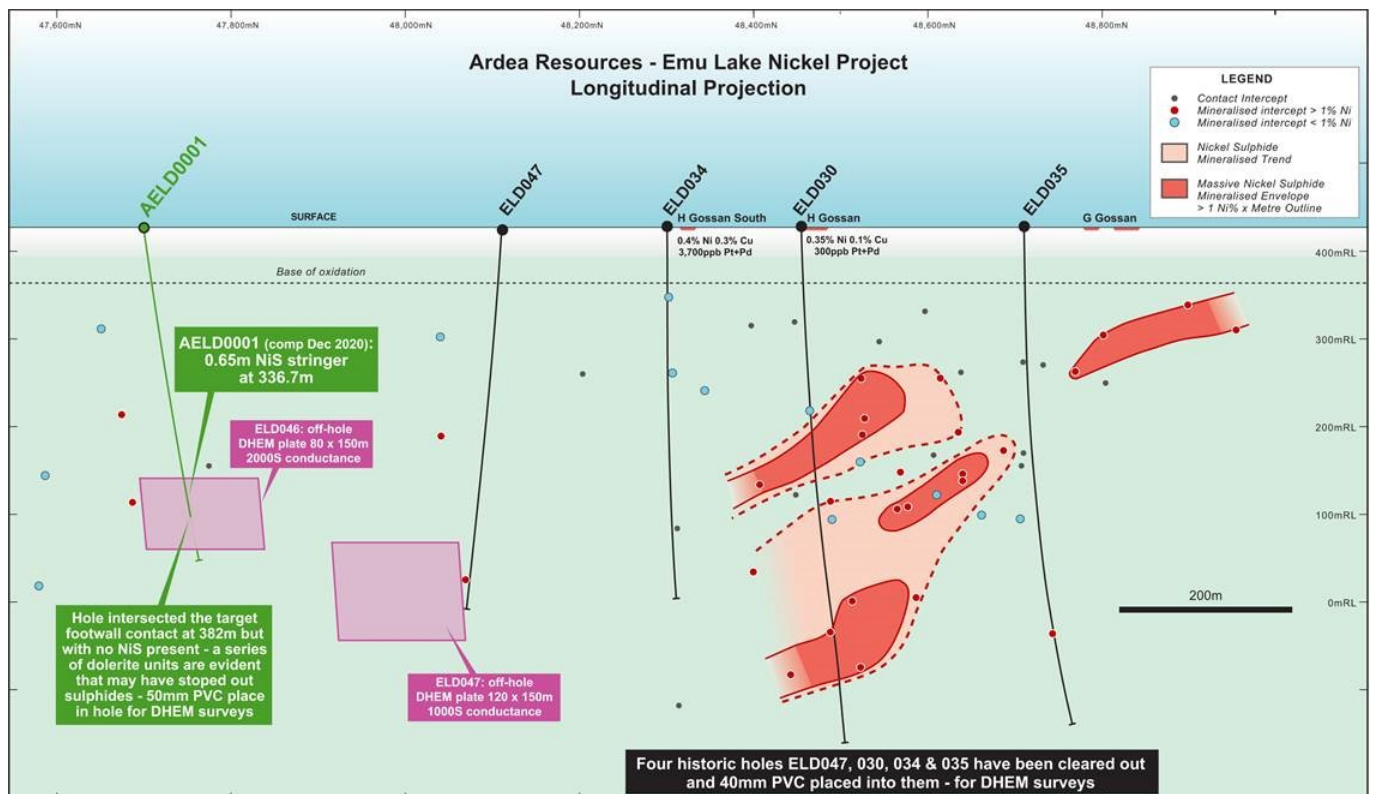 47,600mN 47,800mN 48,000mN 48,200mN 48,400mN 48,600mN 48,800mN
Ardea Resources - Emu Lake Nickel Project
Longitudinal Projection
LEGEND
Contact Intercept
Mineralised intercept > 1% Ni
Mineralised intercept < 1% Ni
Nickel Sulphide
Mineralised Trend
Massive Nickel Sulphide
Mineralised Envelope
> 1 Ni% x Metre Outline
AELD0001
ELD047
ELD034
ELD030
ELD035
SURFACE
H Gossan South
H Gossan
G Gossan
0.4% Ni 0.3% Cu
3,700ppb Pt+Pd
0.35% Ni 0.1% Cu
300ppb Pt+Pd
400mRL
Base of oxidation
300mRL
AELD0001 (comp Dec 2020):
0.65m NiS stringer
at 336.7m
200mRL
ELD046: off-hole
DHEM plate 80 x 150m
2000S conductance
100mRL
0mRL
200m
Hole intersected the target
footwall contact at 382m but
with no NiS present - a series
of dolerite units are evident
that may have stoped out
sulphides - 50mm PVC place
in hole for DHEM surveys
ELD047: off-hole
DHEM plate 120 x 150m
1000S conductance
Four historic holes ELD047, 030, 034 & 035 have been cleared out
and 40mm PVC placed into them - for DHEM surveys